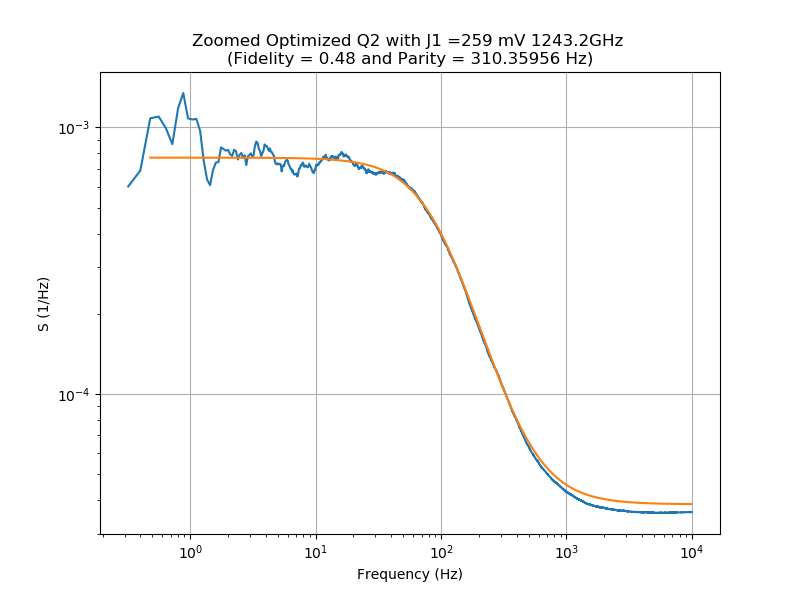 Zoomed Optimized Q2 with J1 =259 mV 1243.2GHz
(Fidelity = 0.48 and Parity = 310.35956 Hz)
10⁻³
10⁻⁴
S (1/Hz)
10⁰ 10¹ 10² 10³ 10⁴
Frequency (Hz)